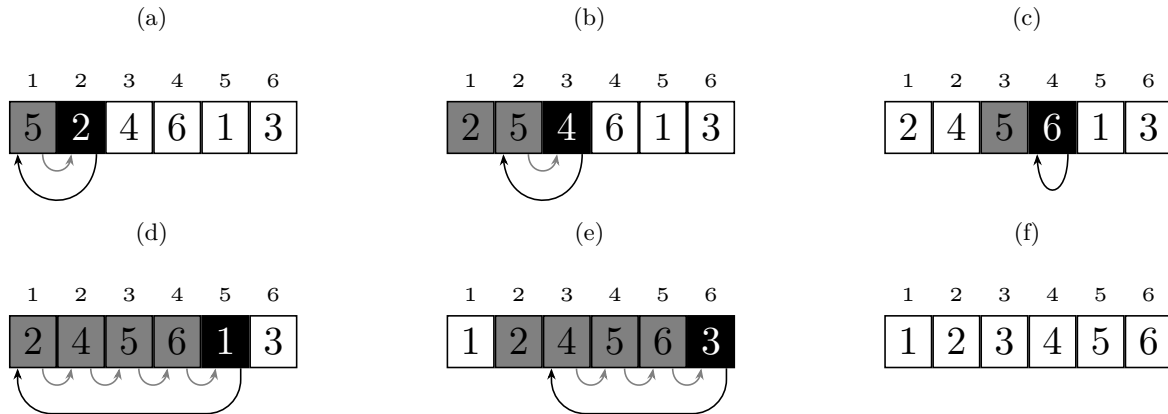 (a) (b) (c)
1 2 3 4 5 6 1 2 3 4 5 6 1 2 3 4 5 6
5 2 4 6 1 3 2 5 4 6 1 3 2 4 5 6 1 3
(d) (e) (f)
1 2 3 4 5 6 1 2 3 4 5 6 1 2 3 4 5 6
2 4 5 6 1 3 1 2 4 5 6 3 1 2 3 4 5 6